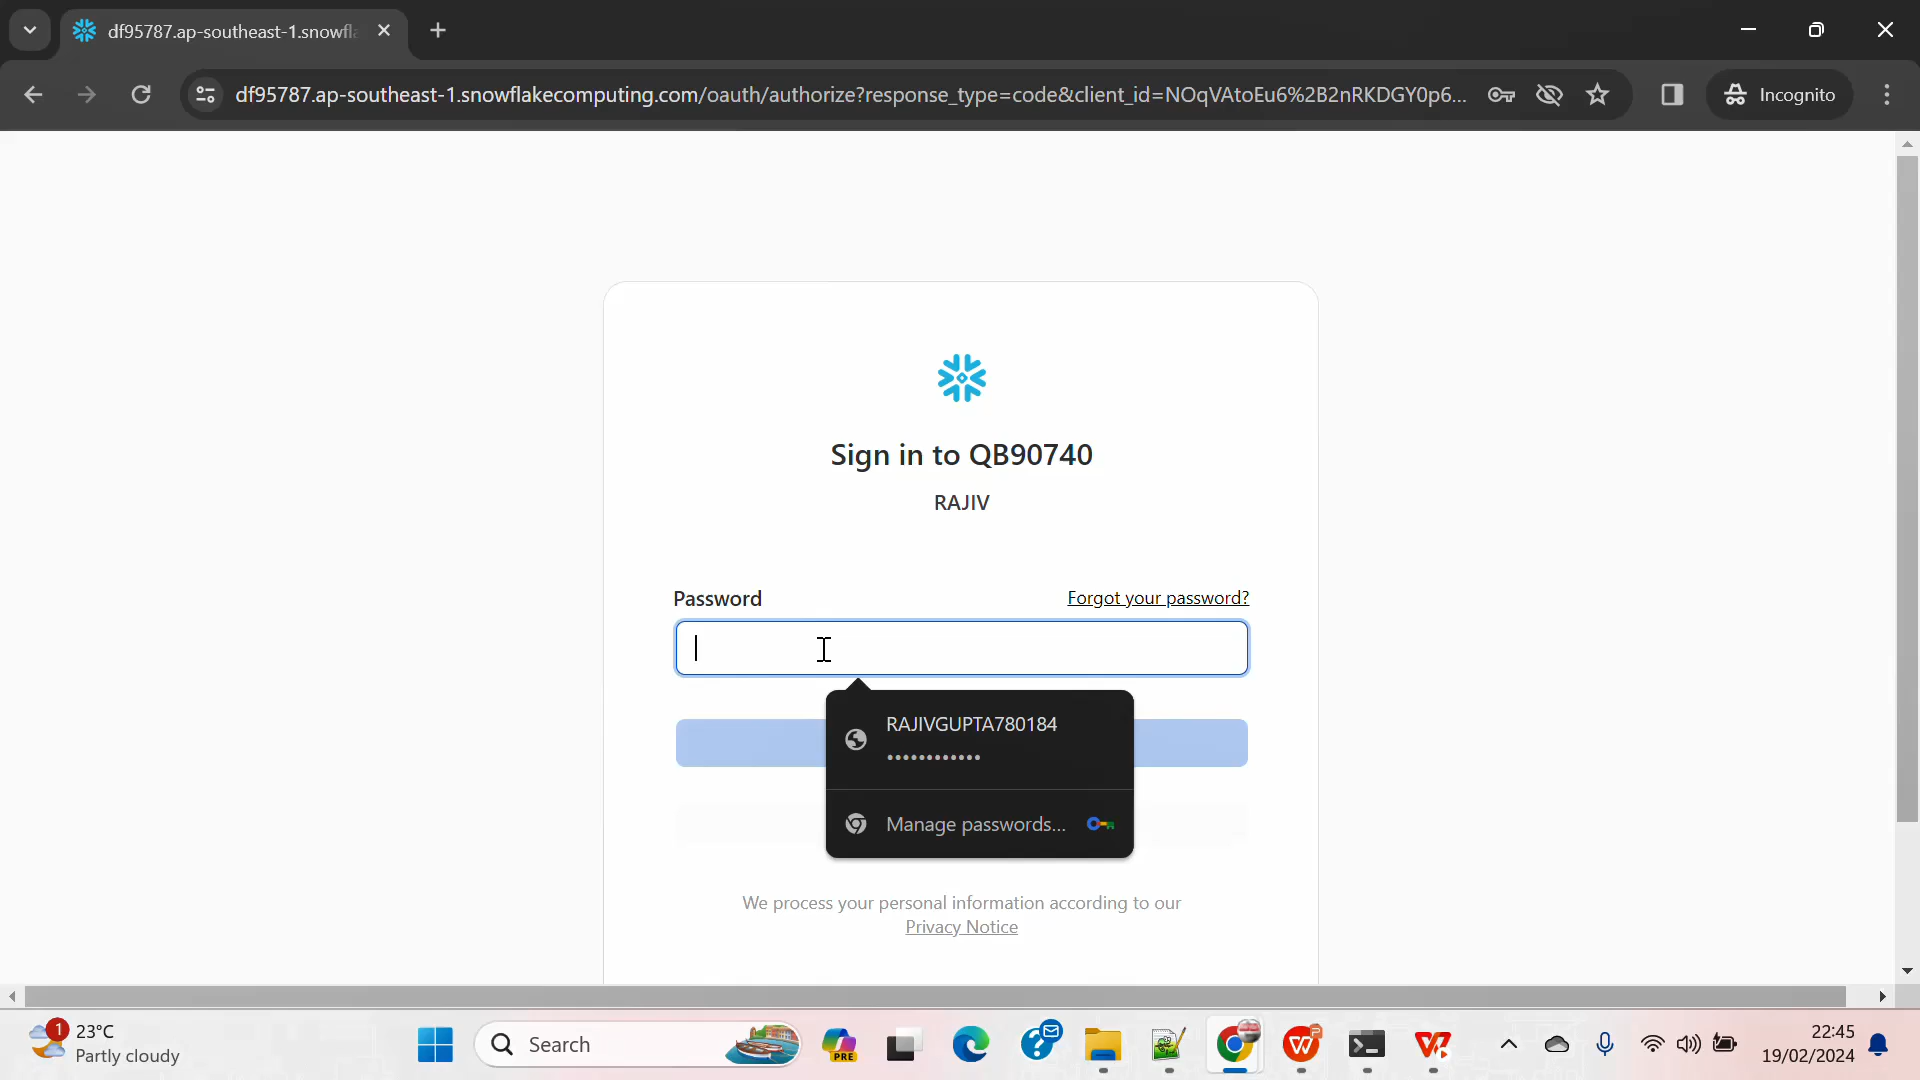 df95787.ap-southeast-1.snowfl
df95787.ap-southeast-1.snowflakecomputing.com/oauth/authorize?response_type=code&client_id=NOqVAtoEu6%2B2nRKDGY0p6...
Incognito
Sign in to QB90740
RAJIV
Password
Forgot your password?
RAJIVGUPTA780184
••••••••••••
Manage passwords...
We process your personal information according to our
Privacy Notice
1
23°C
Partly cloudy
Search
PRE
22:45
19/02/2024